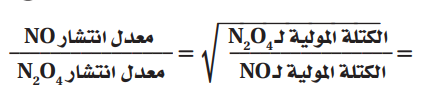 معدل انتشار NO
معدل انتشار N₂O₄
=
√
الكتلة المولية لـ N₂O₄
الكتلة المولية لـ NO
=